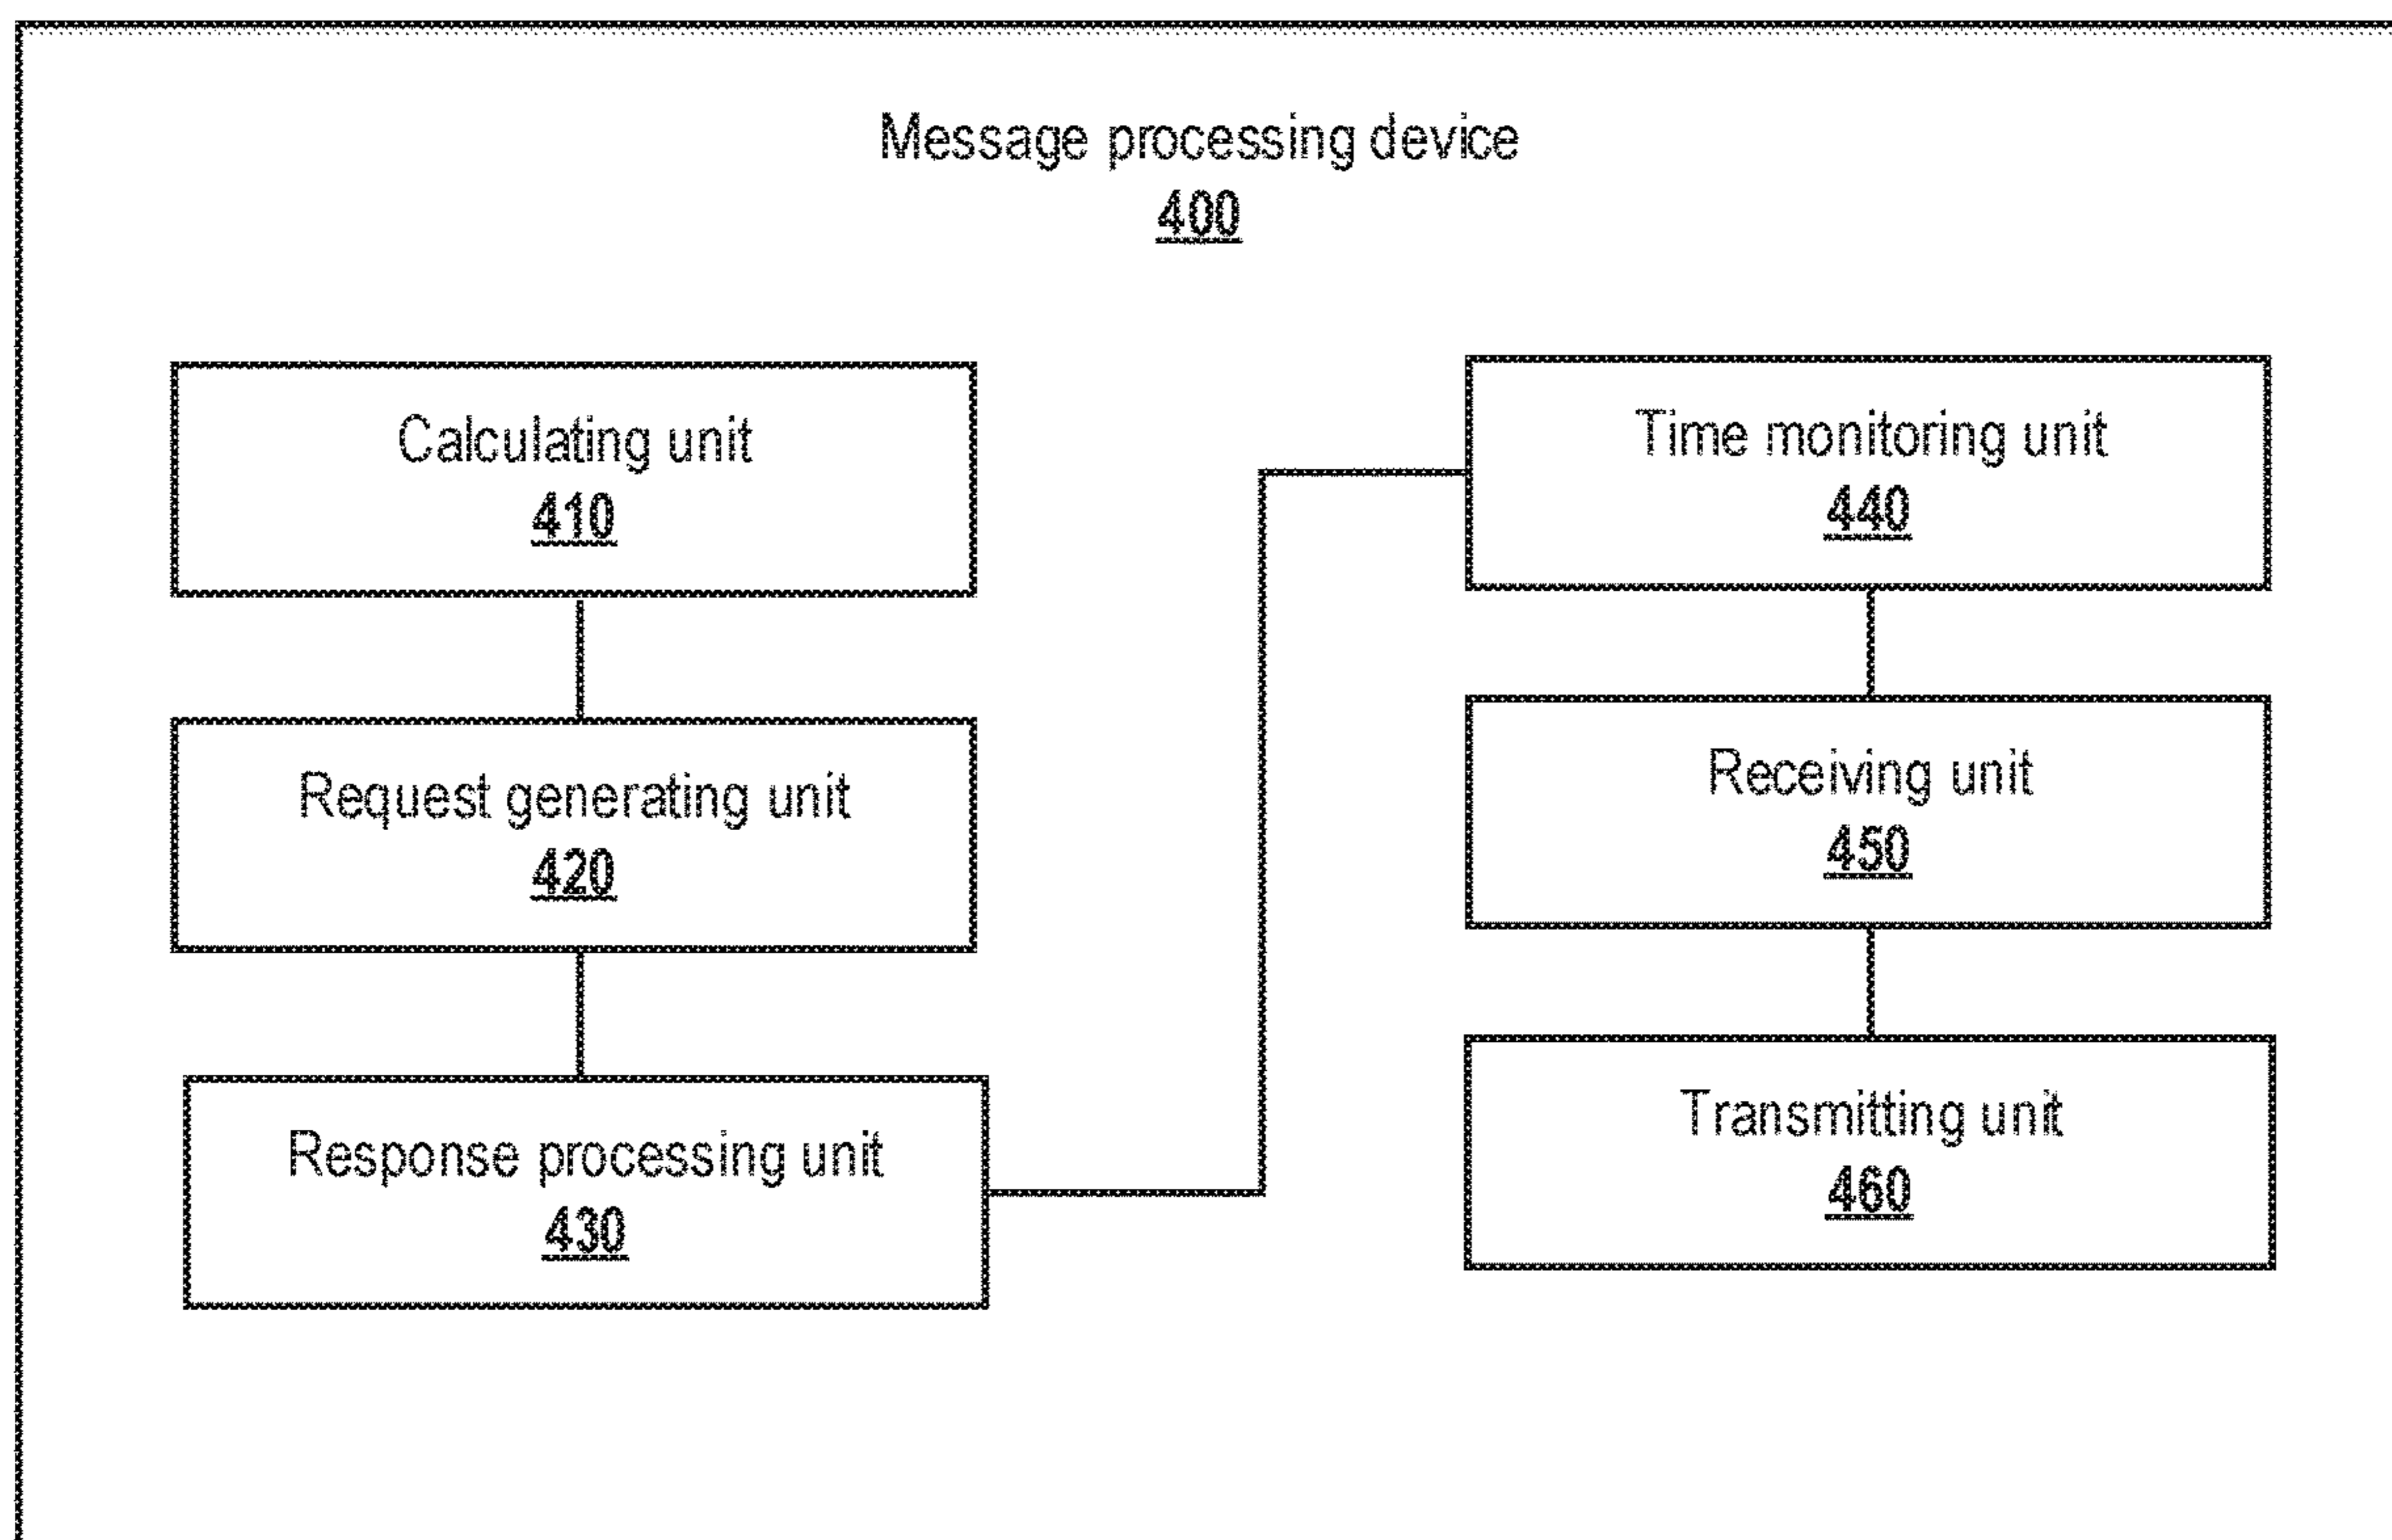 Message processing device
400
Calculating unit
410
Request generating unit
420
Response processing unit
430
Time monitoring unit
440
Receiving unit
450
Transmitting unit
460